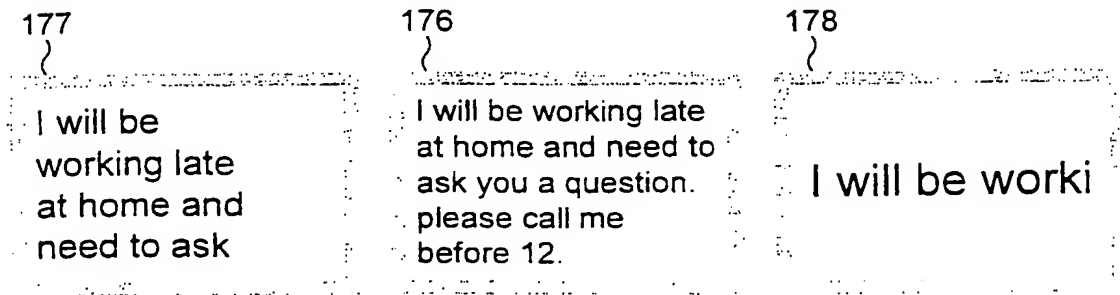 177
I will be
working late
at home and
need to ask
176
I will be working late
at home and need to
ask you a question.
please call me
before 12.
178
I will be worki